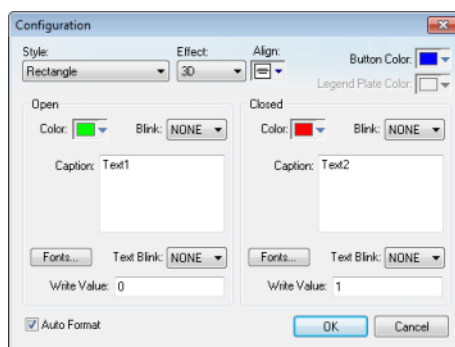 Configuration
Style: Effect: Align: Button Color:
Rectangle 3D
Legend Plate Color:
Open Closed
Color: Blink: NONE Color: Blink: NONE
Caption: Text1 Caption: Text2
Fonts... Text Blink: NONE Fonts... Text Blink: NONE
Write Value: 0 Write Value: 1
Auto Format OK Cancel